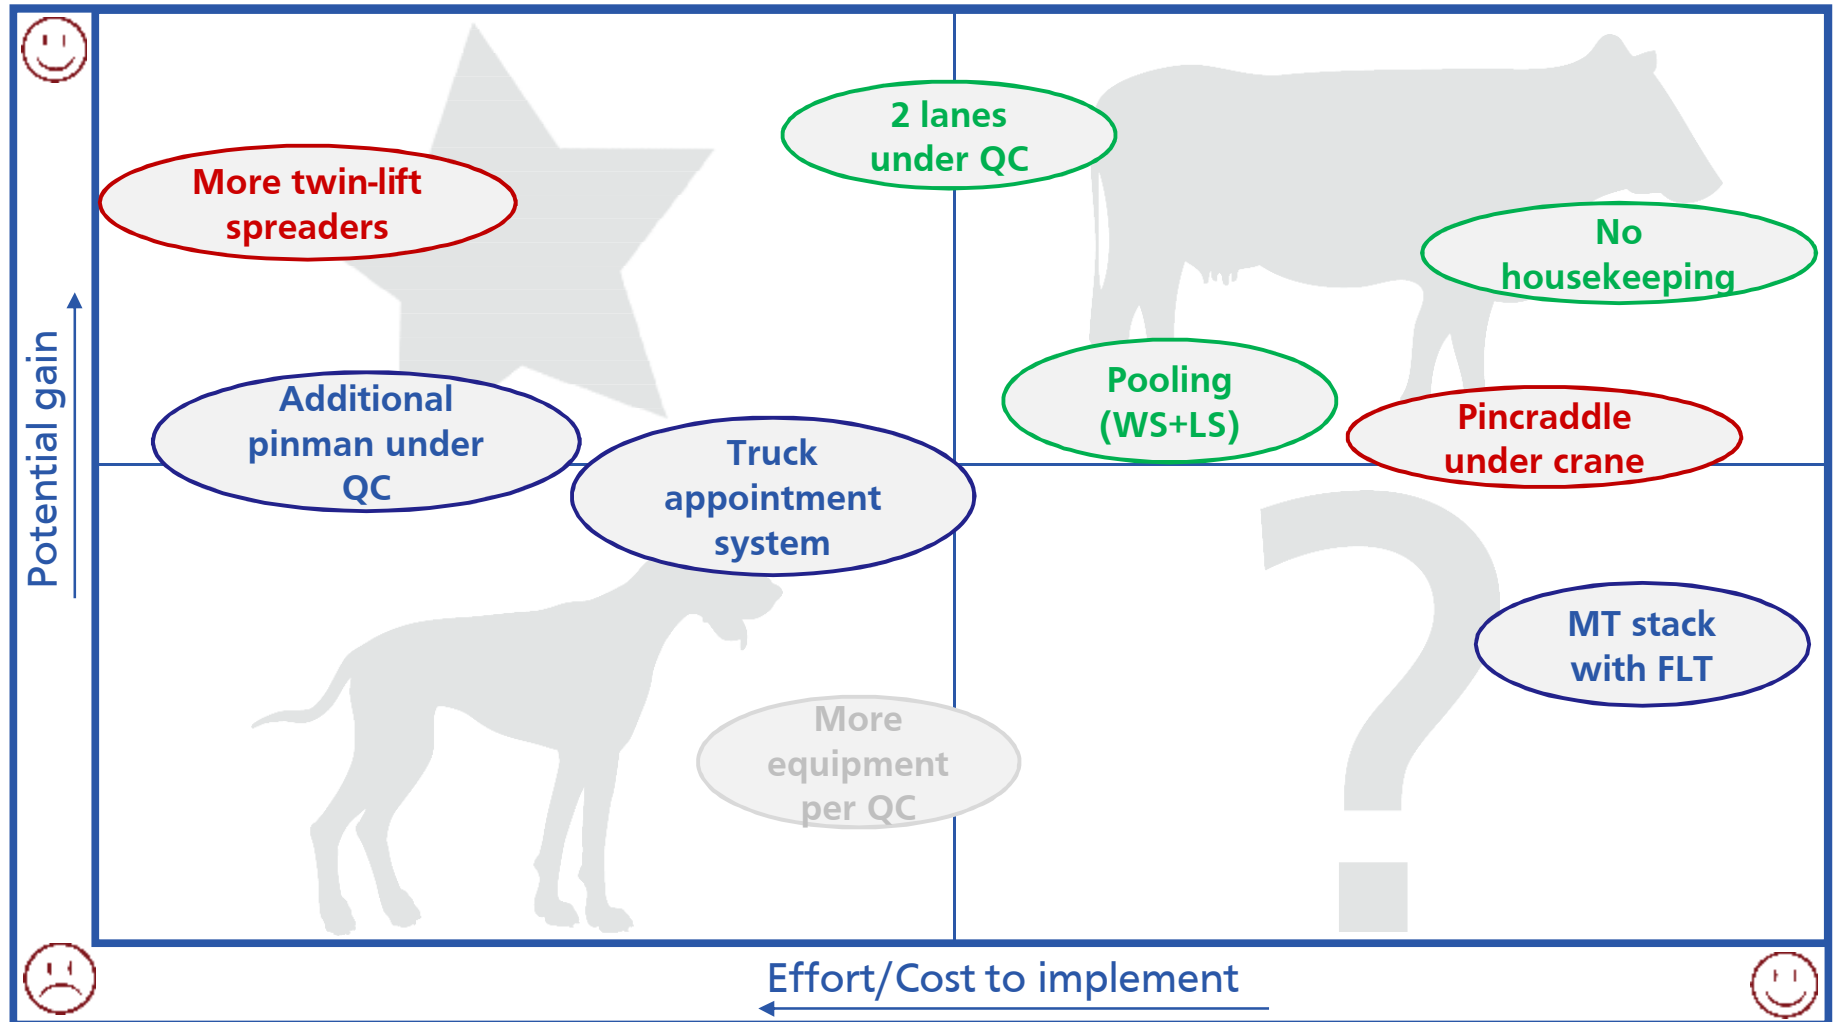 2 lanes
under QC
More twin-lift
spreaders
No
housekeeping
Pooling
(WS+LS)
Additional
pinman under
QC
Pincraddle
under crane
Truck
appointment
system
MT stack
with FLT
More
equipment
per QC
Potential gain
Effort/Cost to implement